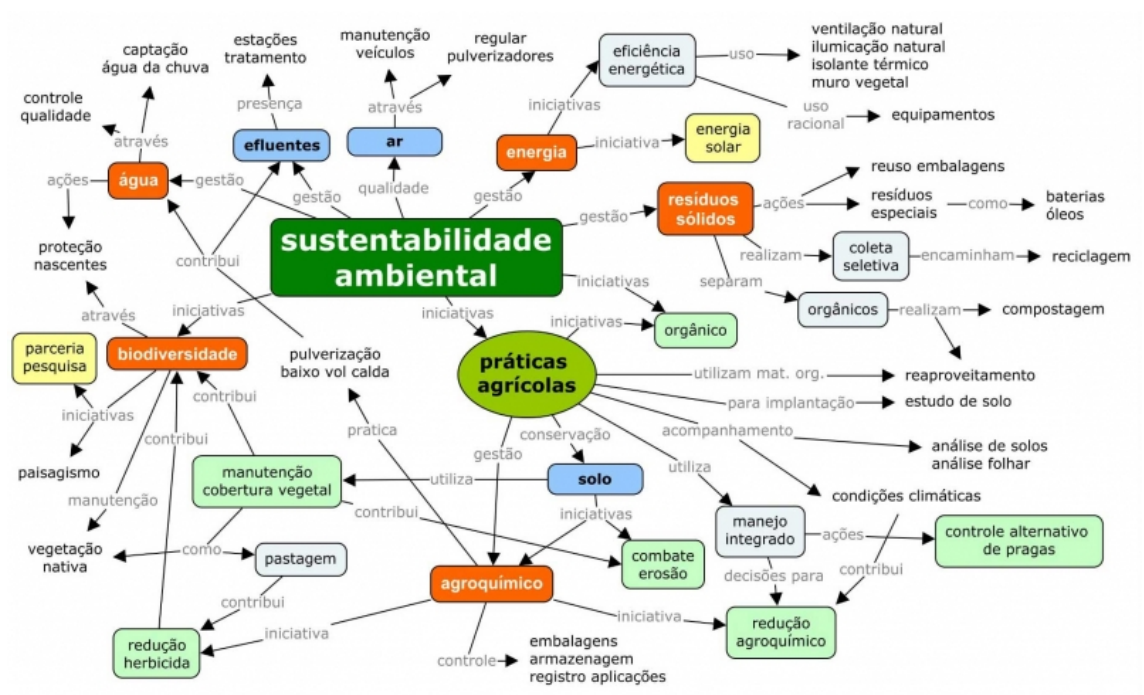 captação
água da chuva
estações
tratamento
manutenção
veículos
regular
pulverizadores
ventilação natural
ilumicação natural
isolante térmico
muro vegetal
eficiência
energética
uso
controle
qualidade
presença
através
iniciativas
uso
racional
equipamentos
através
efluentes
ar
energia
iniciativa
energia
solar
ações
água
gestão
gestão
qualidade
gestão
resíduos
sólidos
ações
reuso embalagens
resíduos
especiais
como
baterias
óleos
gestão
sustentabilidade
ambiental
proteção
nascentes
contribui
realizam
coleta
seletiva
encaminham
reciclagem
separam
iniciativas
iniciativas
iniciativas
iniciativas
orgânico
orgânicos
realizam
compostagem
através
parceria
pesquisa
biodiversidade
pulverização
baixo vol calda
práticas
agrícolas
utilizam mat. org.
reaproveitamento
para implantação
estudo de solo
iniciativas
contribui
contribui
pratica
conservação
gestão
acompanhamento
análise de solos
análise folhar
paisagismo
manutenção
cobertura vegetal
utiliza
solo
utiliza
condições climáticas
manutenção
contribui
iniciativas
manejo
integrado
ações
controle alternativo
de pragas
vegetação
nativa
como
pastagem
combate
erosão
agroquímico
decisões para
contribui
contribui
redução
herbicida
iniciativa
iniciativa
redução
agroquímico
controle
embalagens
armazenagem
registro aplicações